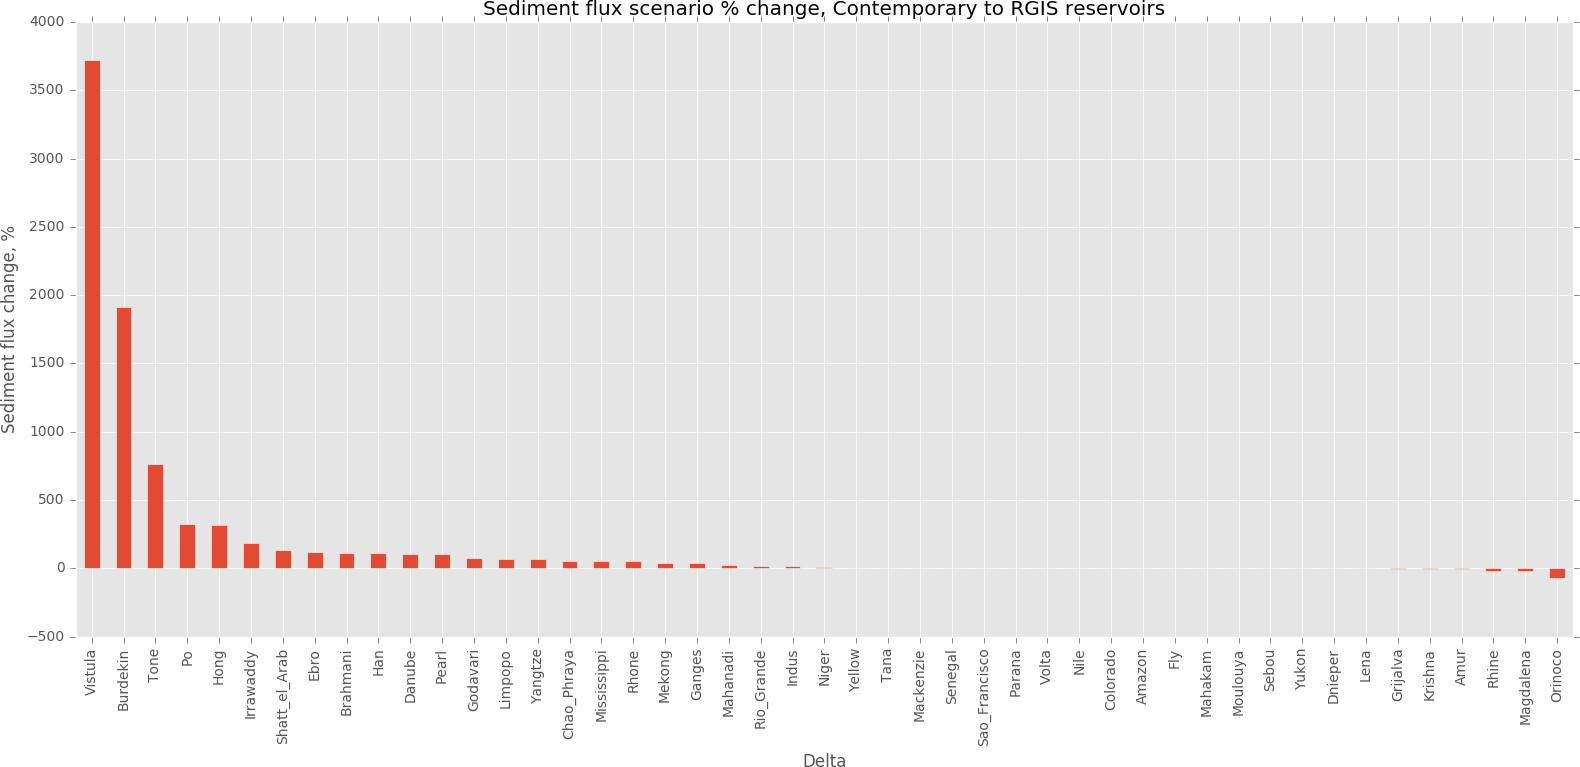 Sediment flux scenario % change, Contemporary to RGIS reservoirs
4000
3500
3000
2500
2000
1500
1000
500
0
−500
Sediment flux change, %
Vistula
Burdekin
Tone
Po
Hong
Irrawaddy
Shatt_el_Arab
Ebro
Brahmani
Han
Danube
Pearl
Godavari
Limpopo
Yangtze
Chao_Phraya
Mississippi
Rhone
Mekong
Ganges
Mahanadi
Rio_Grande
Indus
Niger
Yellow
Tana
Mackenzie
Senegal
Sao_Francisco
Parana
Volta
Nile
Colorado
Amazon
Fly
Mahakam
Moulouya
Sebou
Yukon
Dnieper
Lena
Grijalva
Krishna
Amur
Rhine
Magdalena
Orinoco
Delta